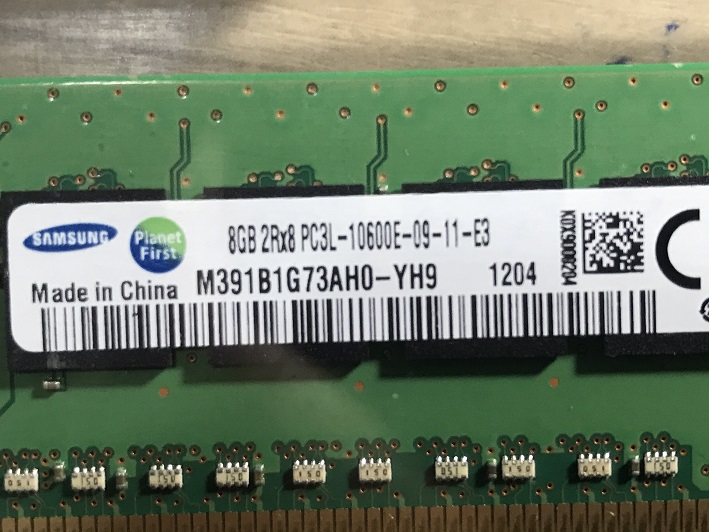 SAMSUNG
Planet
First
8GB 2Rx8 PC3L-10600E-09-11-E3
Made in China M391B1G73AH0-YH9 1204